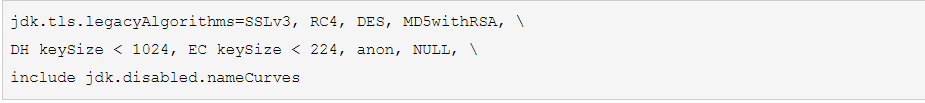 jdk.tls.legacyAlgorithms=SSLv3, RC4, DES, MD5withRSA, \
DH keySize < 1024, EC keySize < 224, anon, NULL, \
include jdk.disabled.nameCurves